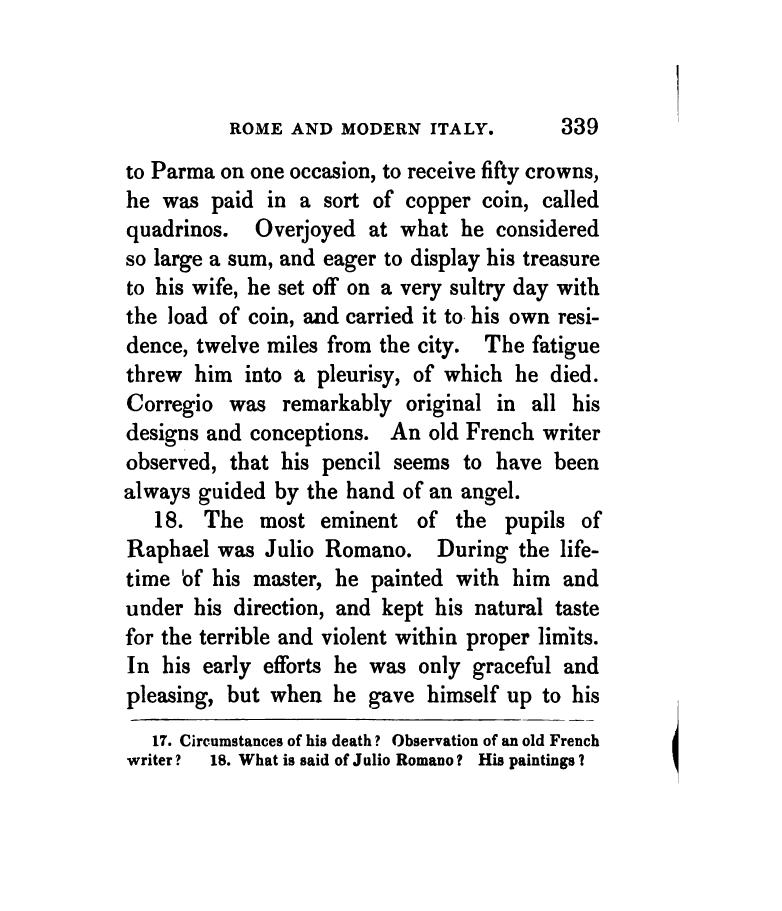 ROME AND MODERN ITALY. 339
to Parma on one occasion, to receive fifty crowns,
he was paid in a sort of copper coin, called
quadrinos. Overjoyed at what he considered
so large a sum, and eager to display his treasure
to his wife, he set off on a very sultry day with
the load of coin, and carried it to his own resi-
dence, twelve miles from the city. The fatigue
threw him into a pleurisy, of which he died.
Corregio was remarkably original in all his
designs and conceptions. An old French writer
observed, that his pencil seems to have been
always guided by the hand of an angel.
18. The most eminent of the pupils of
Raphael was Julio Romano. During the life-
time of his master, he painted with him and
under his direction, and kept his natural taste
for the terrible and violent within proper limits.
In his early efforts he was only graceful and
pleasing, but when he gave himself up to his
17. Circumstances of his death? Observation of an old French
writer? 18. What is said of Julio Romano? His paintings?